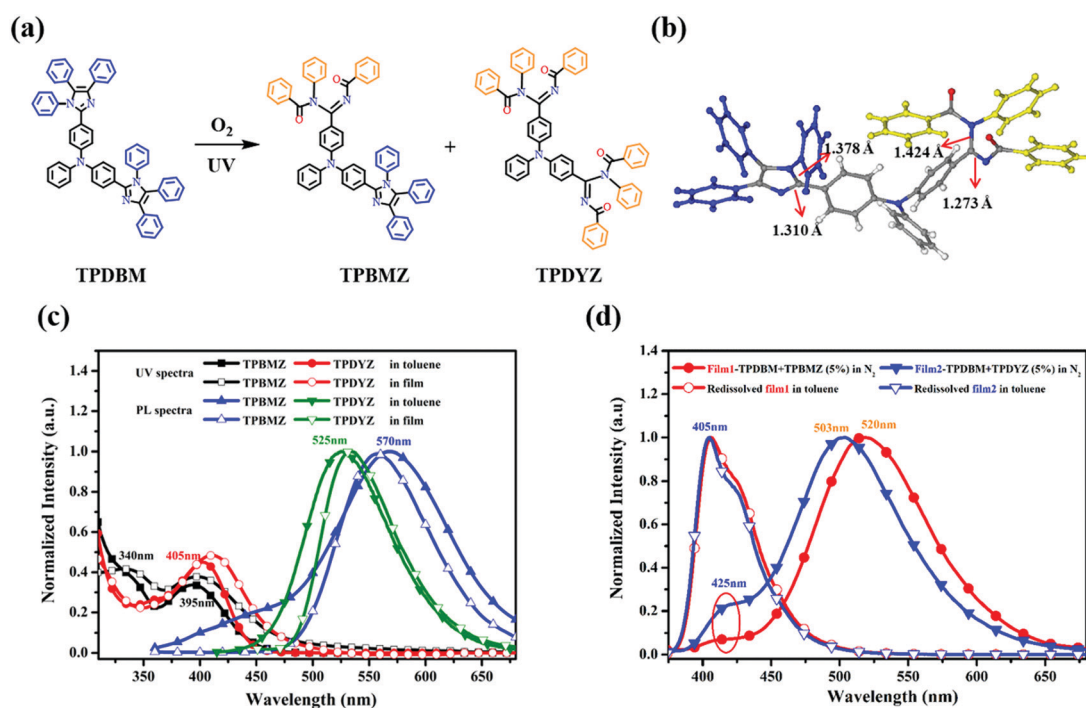 (a)
O₂
UV
+
N
N
N
N
N
O
N
N
O
N
N
N
O
N
N
O
N
O
N
N
O
TPDBM
TPBMZ
TPDYZ
(b)
1.378 Å
1.424 Å
1.310 Å
1.273 Å
(c)
UV spectra
TPBMZ TPDYZ in toluene
TPBMZ TPDYZ in film
PL spectra
TPBMZ TPDYZ in toluene
TPBMZ TPDYZ in film
525nm
570nm
340nm
405nm
395nm
1.4
1.2
1.0
0.8
0.6
0.4
0.2
0.0
Normalized Intensity (a.u.)
350 400 450 500 550 600 650
Wavelength (nm)
(d)
Film1-TPDBM+TPBMZ (5%) in N₂
Film2-TPDBM+TPDYZ (5%) in N₂
Redissolved film1 in toluene
Redissolved film2 in toluene
405nm
503nm
520nm
425nm
1.4
1.2
1.0
0.8
0.6
0.4
0.2
0.0
Normalized Intensity (a.u)
400 450 500 550 600 650
Wavelength (nm)